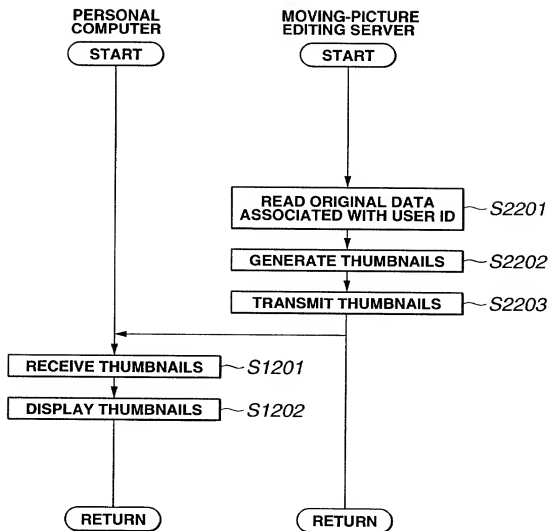 PERSONAL
COMPUTER
MOVING-PICTURE
EDITING SERVER
START
START
READ ORIGINAL DATA
ASSOCIATED WITH USER ID
S2201
GENERATE THUMBNAILS
S2202
TRANSMIT THUMBNAILS
S2203
RECEIVE THUMBNAILS
S1201
DISPLAY THUMBNAILS
S1202
RETURN
RETURN